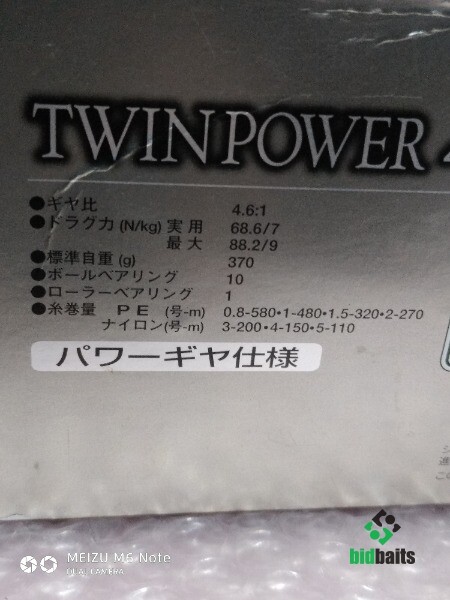 TWINPOWER
●ギヤ比 4.6:1
●ドラグ力(N/kg) 実用 68.6/7
最大 88.2/9
●標準自重(g) 370
●ボールベアリング 10
●ローラーベアリング 1
●糸巻量 PE (号-m) 0.8-580•1-480•1.5-320•2-270
ナイロン(号-m) 3-200•4-150•5-110
パワーギヤ仕様
bidbaits
MEIZU M6 Note
DUAL CAMERA